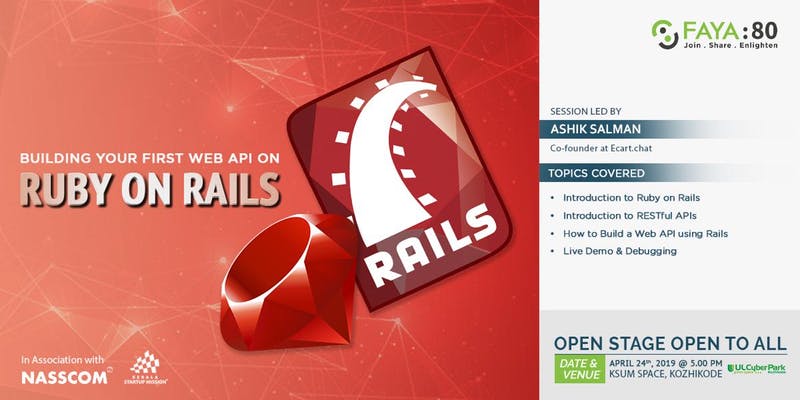 BUILDING YOUR FIRST WEB API ON
RUBY ON RAILS
RAILS
In Association with
NASSCOM
KERALA
STARTUP MISSION
FAYA:80
Join . Share . Enlighten
SESSION LED BY
ASHIK SALMAN
Co-founder at Ecart.chat
TOPICS COVERED
• Introduction to Ruby on Rails
• Introduction to RESTful APIs
• How to Build a Web API using Rails
• Live Demo & Debugging
OPEN STAGE OPEN TO ALL
DATE &
VENUE
APRIL 24th, 2019 @ 5.00 PM
KSUM SPACE, KOZHIKODE
ULCyberPark